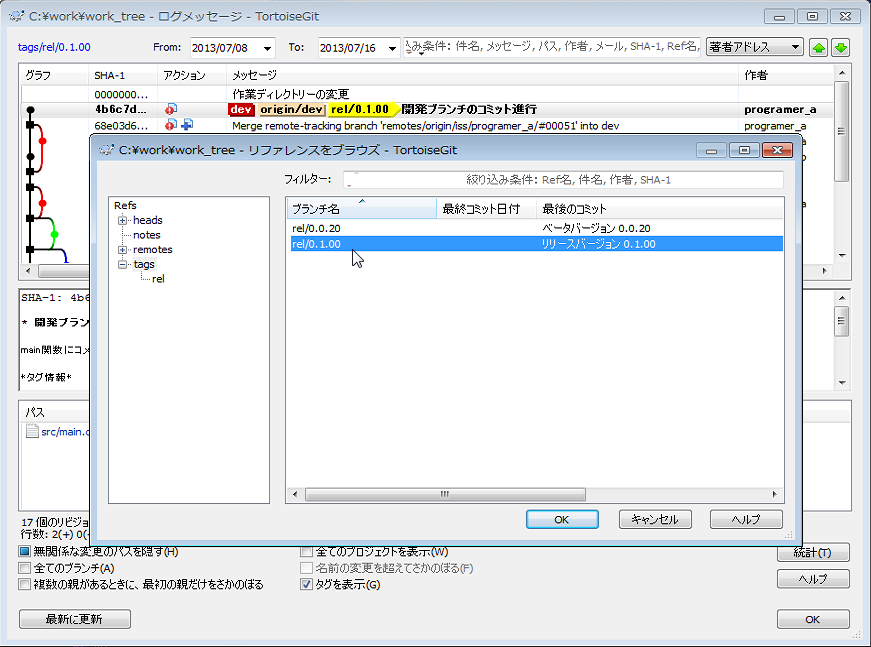 C:¥work¥work_tree - ログメッセージ - TortoiseGit
tags/rel/0.1.00 From: 2013/07/08 To: 2013/07/16 込み条件: 件名, メッセージ, パス, 作者, メール, SHA-1, Ref名, 著者アドレス
グラフ SHA-1 アクション メッセージ 作者
0000000... 作業ディレクトリーの変更
4b6c7d... dev origin/dev rel/0.1.00 開発ブランチのコミット進行 programer_a
68e03d6... Merge remote-tracking branch 'remotes/origin/iss/programer_a/#00051' into dev programer_a
C:¥work¥work_tree - リファレンスをブラウズ - TortoiseGit
フィルター: 絞り込み条件: Ref名, 件名, 作者, SHA-1
Refs
heads
notes
remotes
tags
rel
ブランチ名 最終コミット日付 最後のコミット
rel/0.0.20 ベータバージョン 0.0.20
rel/0.1.00 リリースバージョン 0.1.00
OK キャンセル ヘルプ
SHA-1: 4b6
* 開発ブラン
main関数にコメ
*タグ情報*
パス
src/main.c
17 個のリビジョ
行数: 2(+) 0(-
無関係な変更のパスを隠す(H) 全てのプロジェクトを表示(W) 統計(T)
全てのブランチ(A) 名前の変更を超えてさかのぼる(F)
複数の親があるときに、最初の親だけをさかのぼる タグを表示(G) ヘルプ
最新に更新 OK